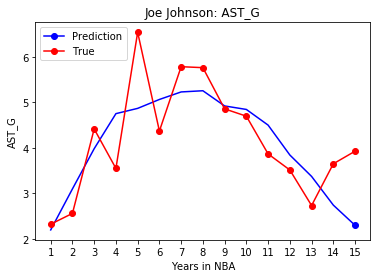 Joe Johnson: AST_G
Prediction
True
AST_G
6
5
4
3
2
1 2 3 4 5 6 7 8 9 10 11 12 13 14 15
Years in NBA